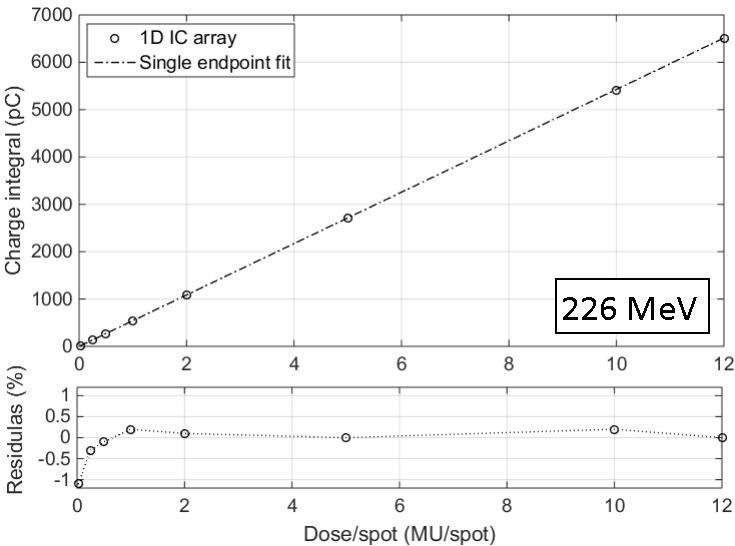 7000
6000
5000
4000
3000
2000
1000
0
Charge integral (pC)
1D IC array
Single endpoint fit
226 MeV
0 2 4 6 8 10 12
1
0.5
0
-0.5
-1
Residulas (%)
0 2 4 6 8 10 12
Dose/spot (MU/spot)